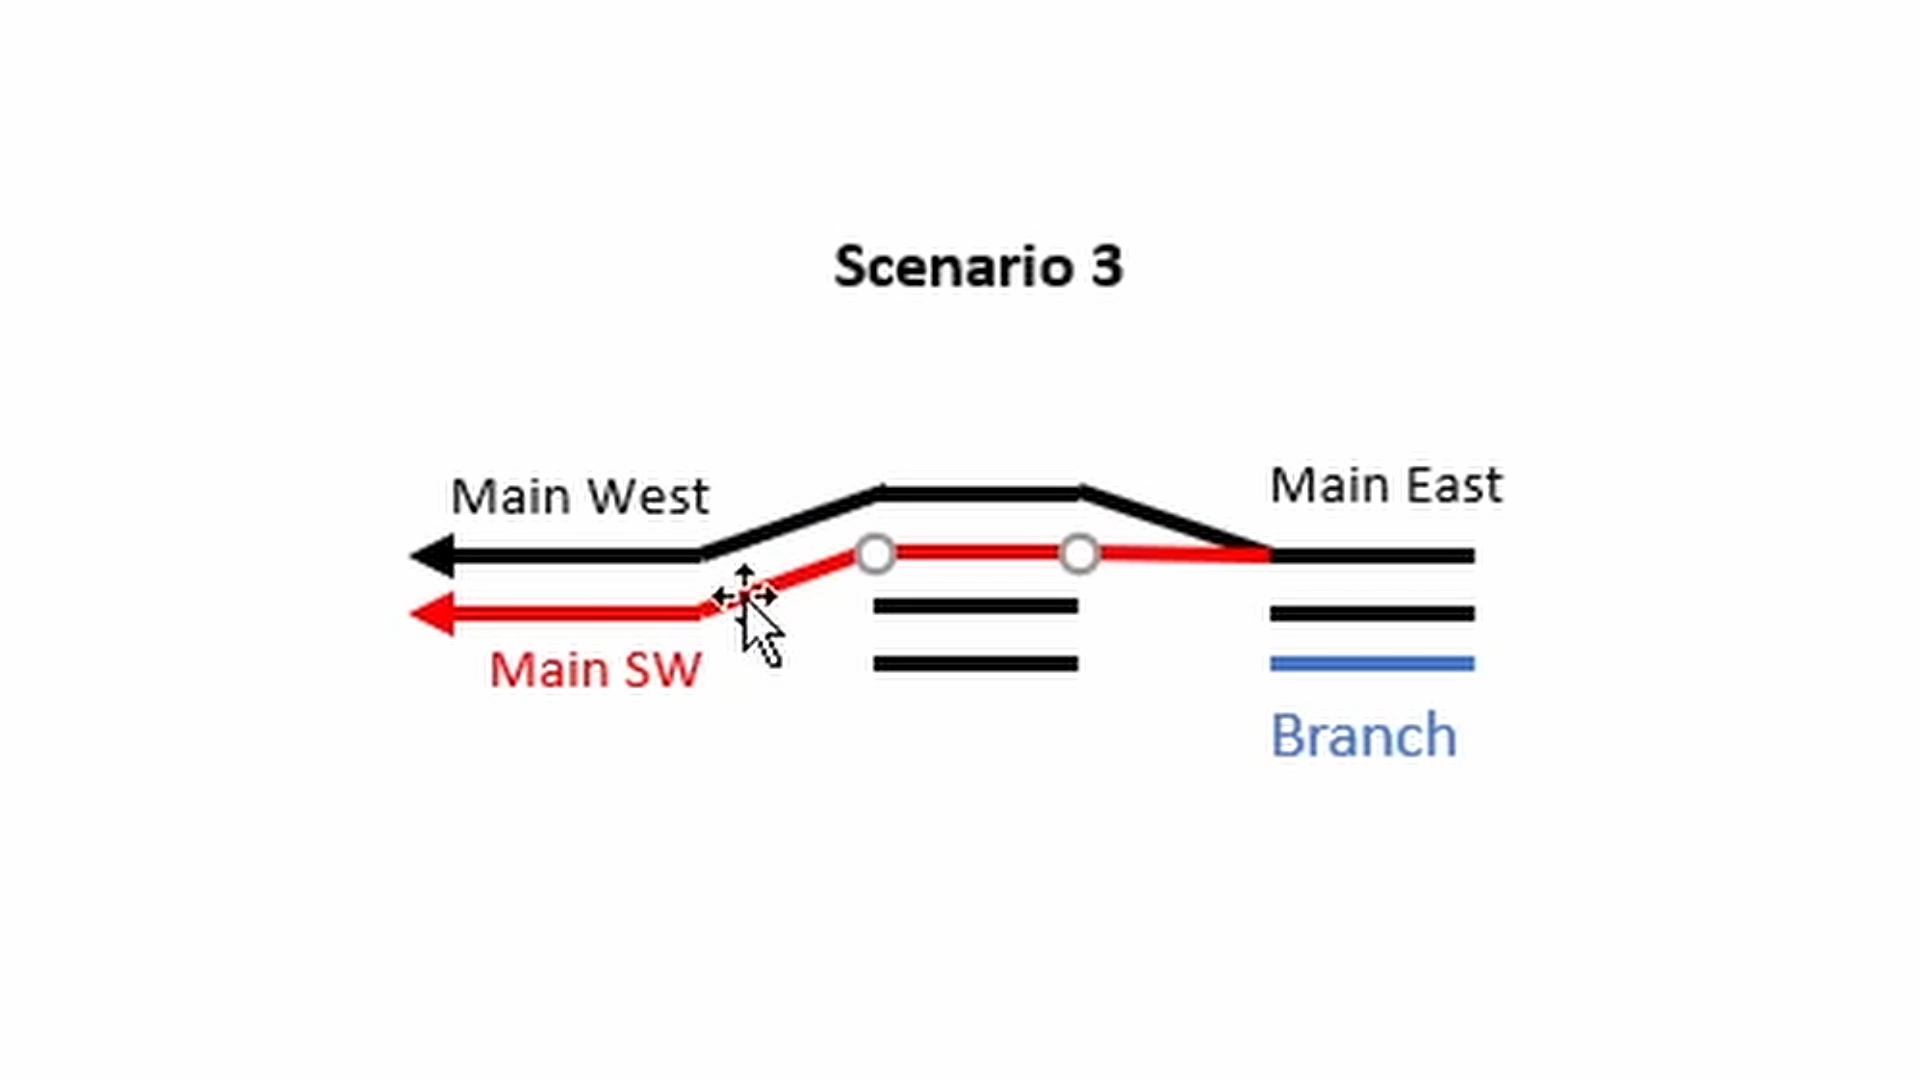 Scenario 3
Main West
Main East
Main SW
Branch